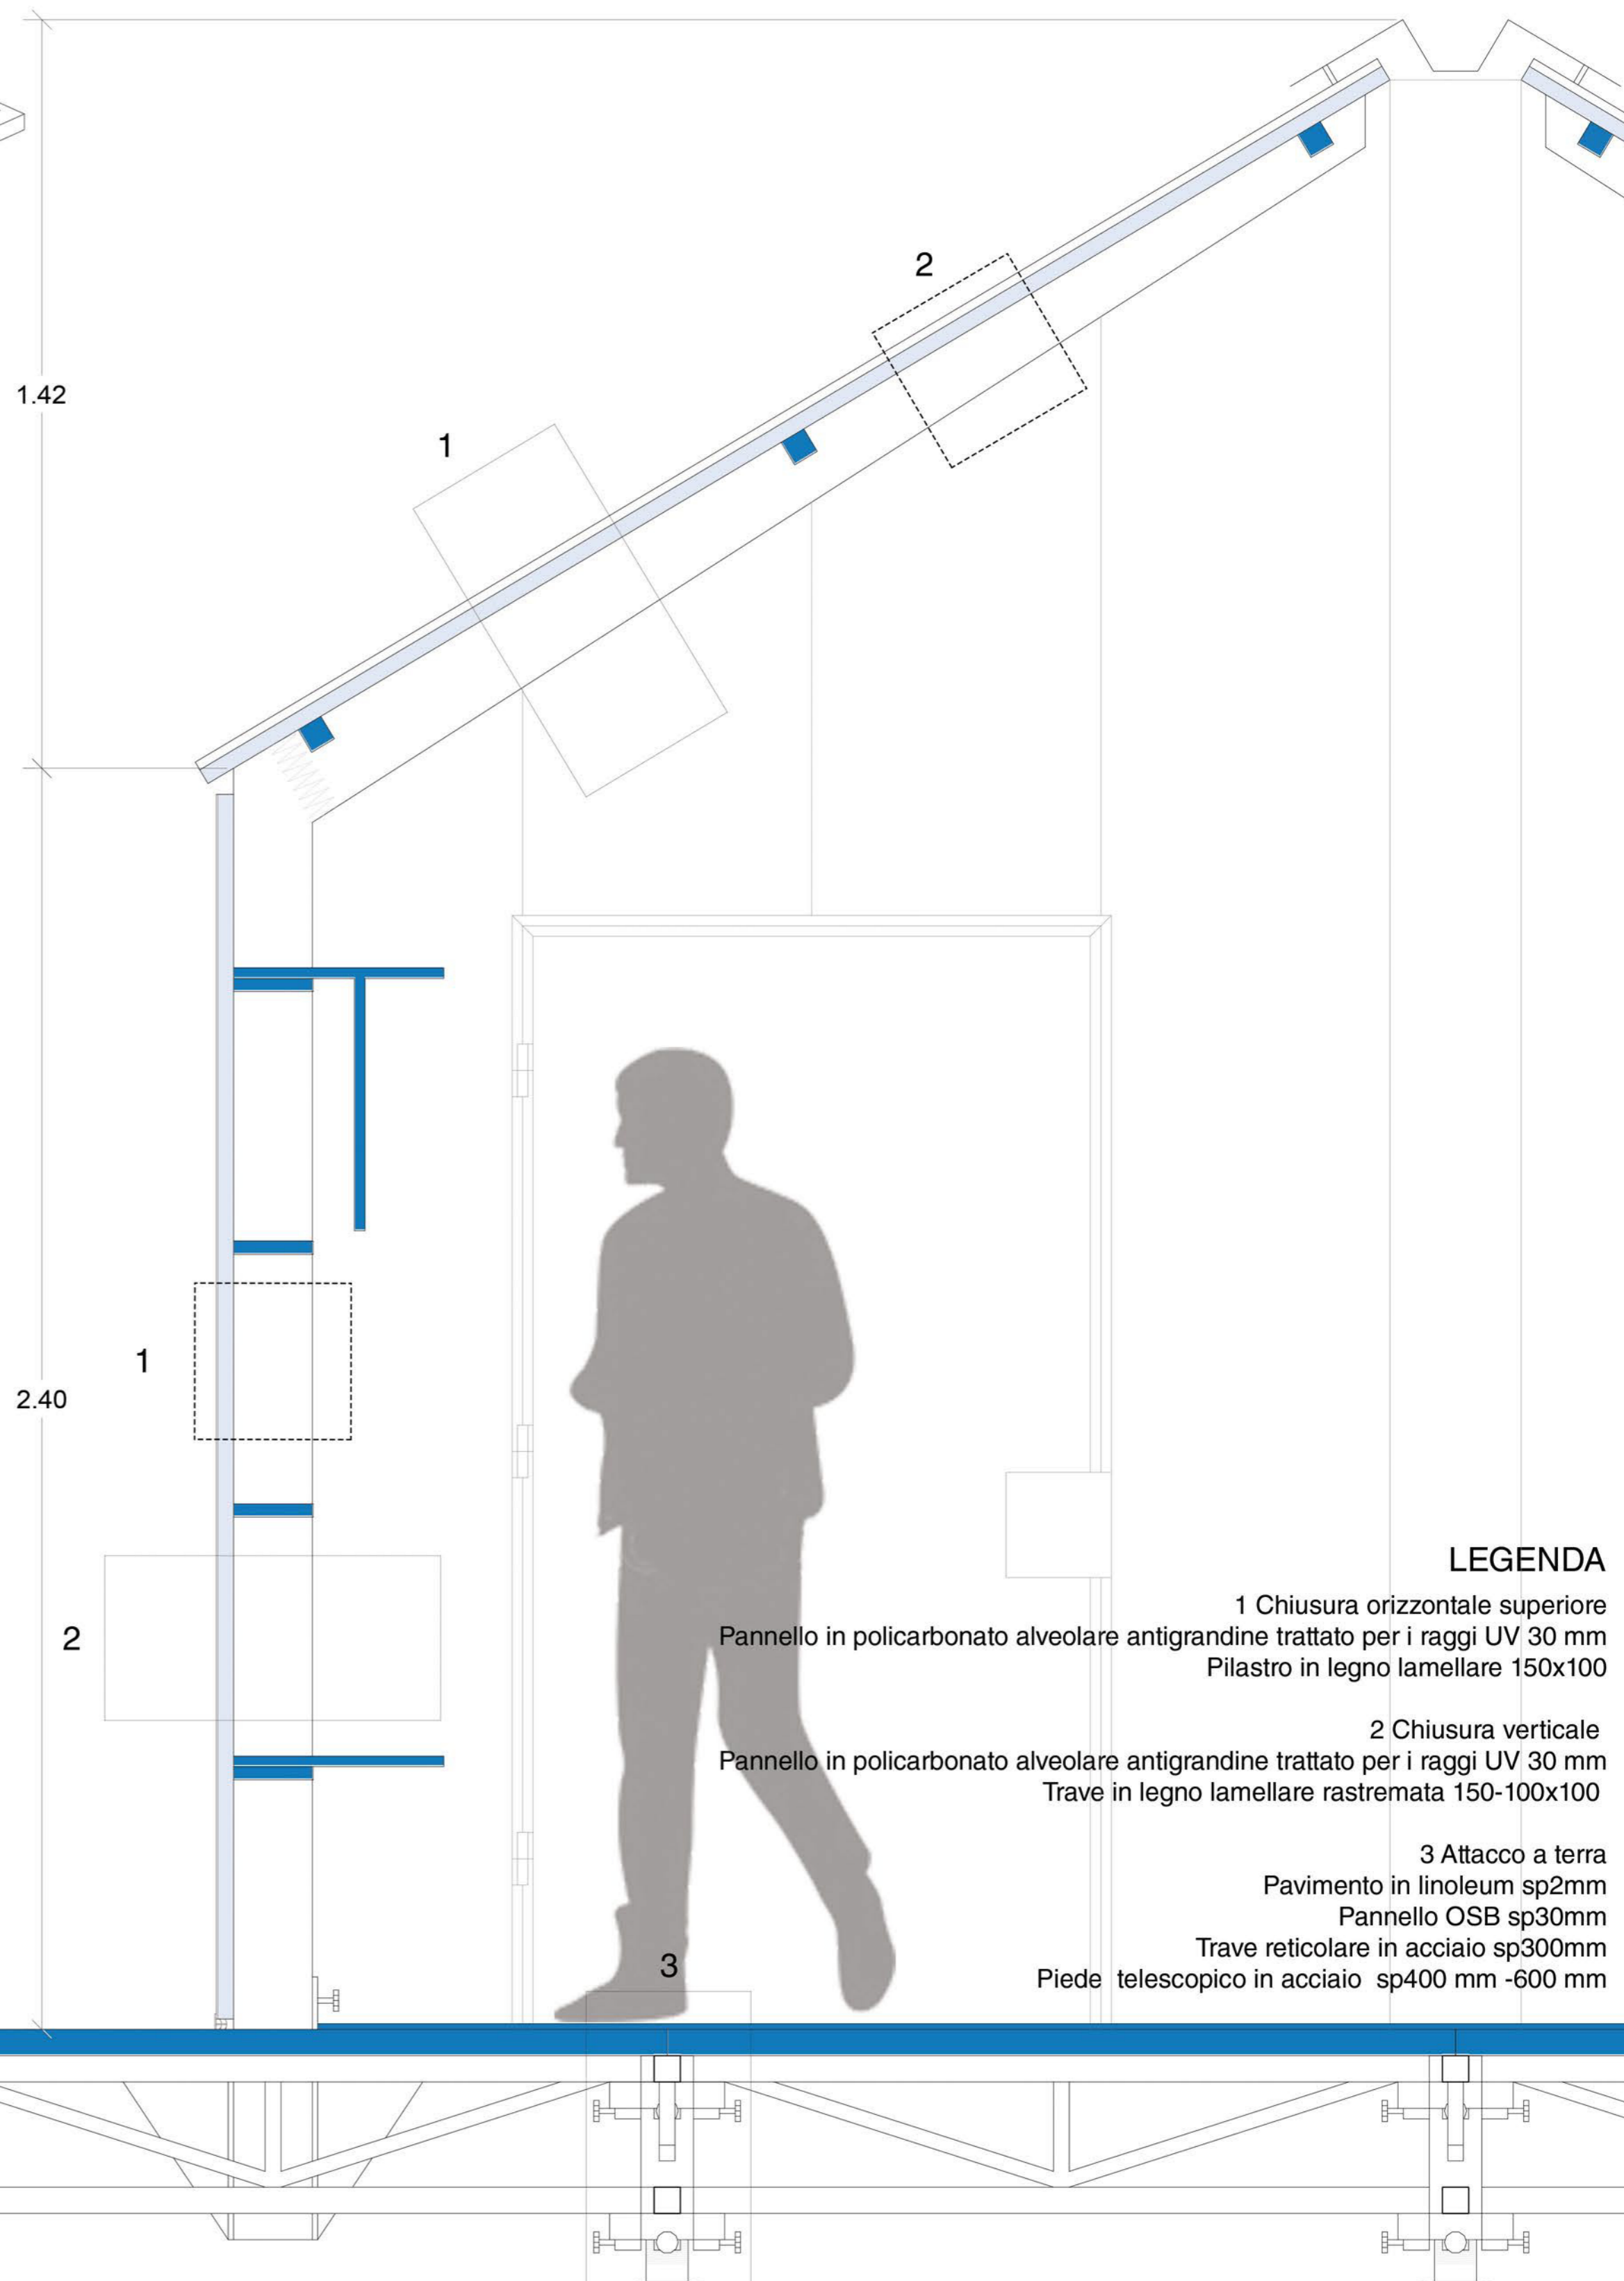 2
1.42
1
1
2.40
2
LEGENDA
1 Chiusura orizzontale superiore
Pannello in policarbonato alveolare antigrandine trattato per i raggi UV 30 mm
Pilastro in legno lamellare 150x100
2 Chiusura verticale
Pannello in policarbonato alveolare antigrandine trattato per i raggi UV 30 mm
Trave in legno lamellare rastremata 150-100x100
3 Attacco a terra
Pavimento in linoleum sp2mm
Pannello OSB sp30mm
Trave reticolare in acciaio sp300mm
Piede telescopico in acciaio sp400 mm -600 mm
3